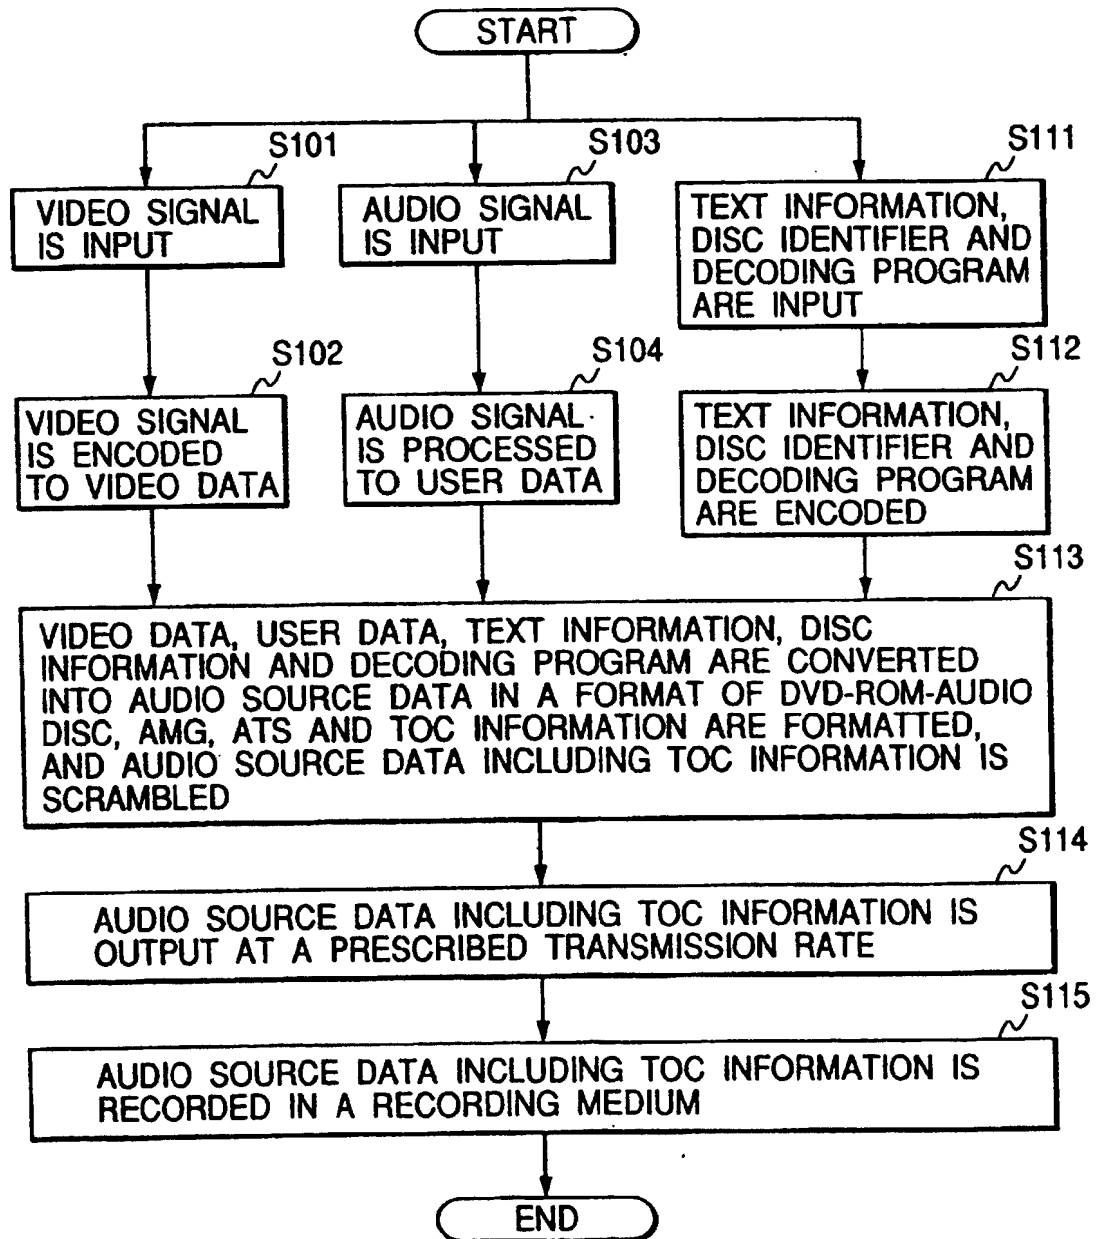 START
S101
VIDEO SIGNAL
IS INPUT
S103
AUDIO SIGNAL
IS INPUT
S111
TEXT INFORMATION,
DISC IDENTIFIER AND
DECODING PROGRAM
ARE INPUT
S102
VIDEO SIGNAL
IS ENCODED
TO VIDEO DATA
S104
AUDIO SIGNAL
IS PROCESSED
TO USER DATA
S112
TEXT INFORMATION,
DISC IDENTIFIER AND
DECODING PROGRAM
ARE ENCODED
S113
VIDEO DATA, USER DATA, TEXT INFORMATION, DISC
INFORMATION AND DECODING PROGRAM ARE CONVERTED
INTO AUDIO SOURCE DATA IN A FORMAT OF DVD-ROM-AUDIO
DISC, AMG, ATS AND TOC INFORMATION ARE FORMATTED,
AND AUDIO SOURCE DATA INCLUDING TOC INFORMATION IS
SCRAMBLED
S114
AUDIO SOURCE DATA INCLUDING TOC INFORMATION IS
OUTPUT AT A PRESCRIBED TRANSMISSION RATE
S115
AUDIO SOURCE DATA INCLUDING TOC INFORMATION IS
RECORDED IN A RECORDING MEDIUM
END